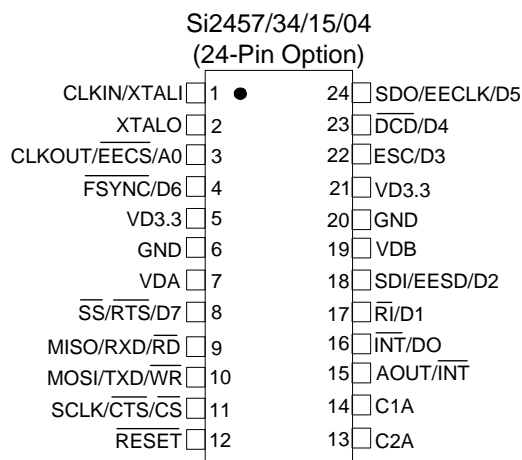 Si2457/34/15/04
(24-Pin Option)
CLKIN/XTALI 1 24 SDO/EECLK/D5
XTALO 2 23 DCD/D4
CLKOUT/EECS/A0 3 22 ESC/D3
FSYNC/D6 4 21 VD3.3
VD3.3 5 20 GND
GND 6 19 VDB
VDA 7 18 SDI/EESD/D2
SS/RTS/D7 8 17 RI/D1
MISO/RXD/RD 9 16 INT/DO
MOSI/TXD/WR 10 15 AOUT/INT
SCLK/CTS/CS 11 14 C1A
RESET 12 13 C2A